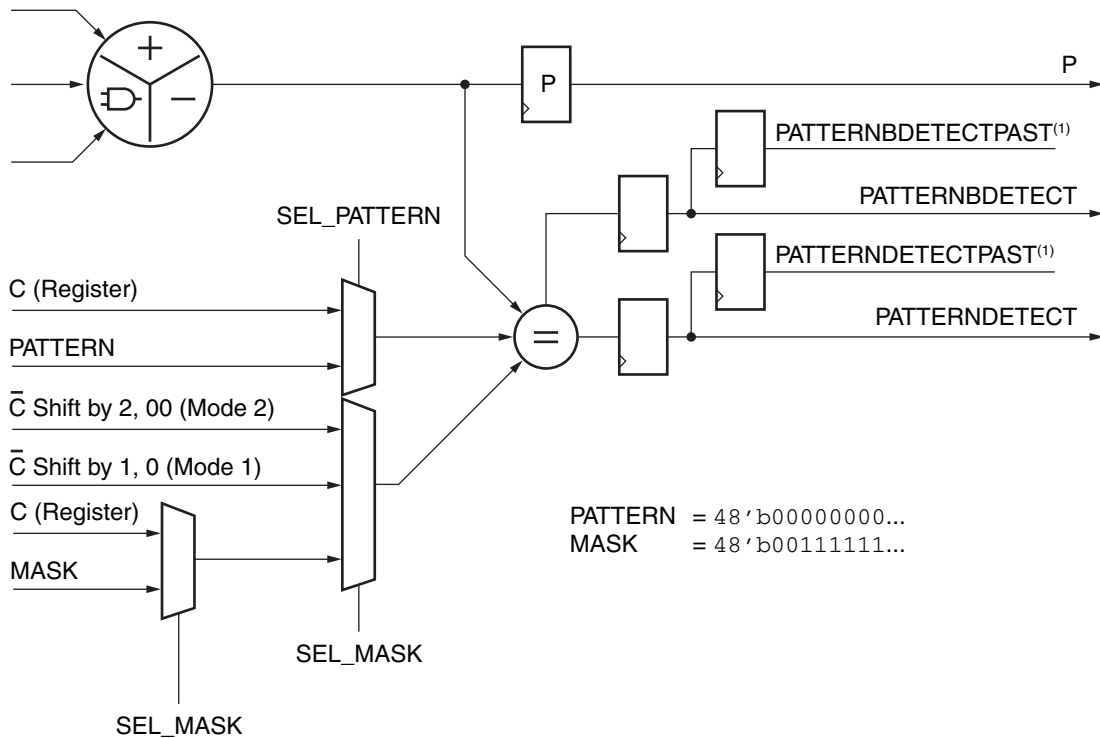 +
−
P
P
PATTERNBDETECTPAST(1)
PATTERNBDETECT
SEL_PATTERN
PATTERNDETECTPAST(1)
C (Register)
PATTERNDETECT
=
PATTERN
C̄ Shift by 2, 00 (Mode 2)
C̄ Shift by 1, 0 (Mode 1)
C (Register)
PATTERN = 48'b00000000...
MASK = 48'b00111111...
MASK
SEL_MASK
SEL_MASK